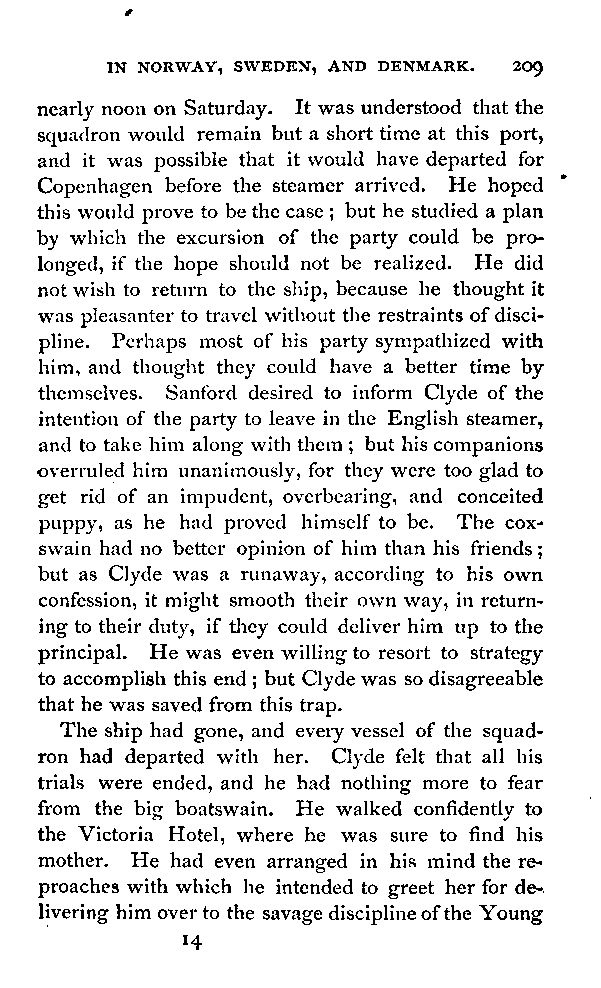 IN NORWAY, SWEDEN, AND DENMARK. 209
nearly noon on Saturday. It was understood that the
squadron would remain but a short time at this port,
and it was possible that it would have departed for
Copenhagen before the steamer arrived. He hoped
this would prove to be the case ; but he studied a plan
by which the excursion of the party could be pro-
longed, if the hope should not be realized. He did
not wish to return to the ship, because he thought it
was pleasanter to travel without the restraints of disci-
pline. Perhaps most of his party sympathized with
him, and thought they could have a better time by
themselves. Sanford desired to inform Clyde of the
intention of the party to leave in the English steamer,
and to take him along with them ; but his companions
overruled him unanimously, for they were too glad to
get rid of an impudent, overbearing, and conceited
puppy, as he had proved himself to be. The cox-
swain had no better opinion of him than his friends ;
but as Clyde was a runaway, according to his own
confession, it might smooth their own way, in return-
ing to their duty, if they could deliver him up to the
principal. He was even willing to resort to strategy
to accomplish this end ; but Clyde was so disagreeable
that he was saved from this trap.
The ship had gone, and every vessel of the squad-
ron had departed with her. Clyde felt that all his
trials were ended, and he had nothing more to fear
from the big boatswain. He walked confidently to
the Victoria Hotel, where he was sure to find his
mother. He had even arranged in his mind the re-
proaches with which he intended to greet her for de-
livering him over to the savage discipline of the Young
14